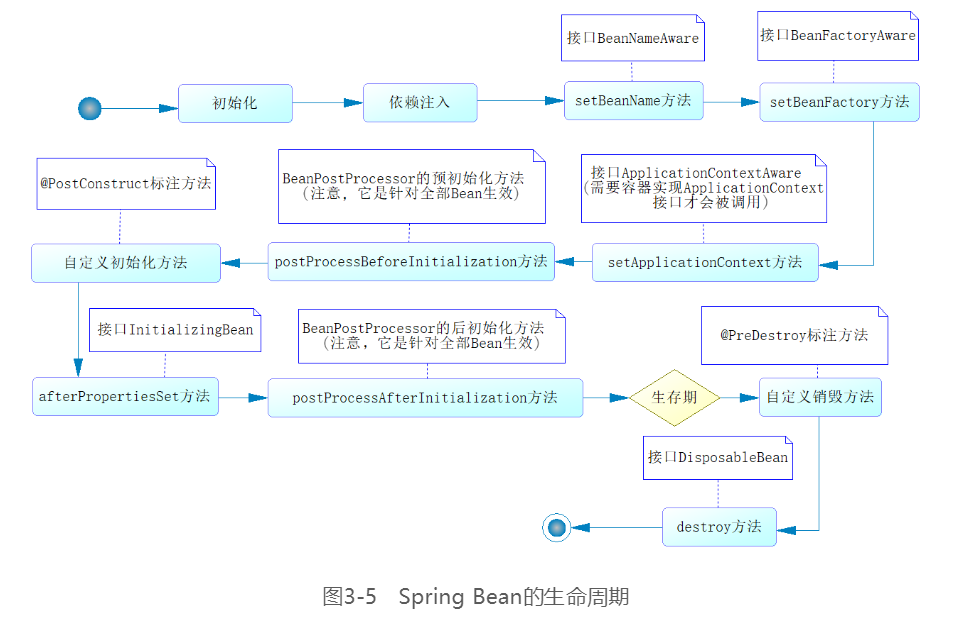 接口BeanNameAware
接口BeanFactoryAware
初始化
依赖注入
setBeanName方法
setBeanFactory方法
@PostConstruct标注方法
BeanPostProcessor的预初始化方法
(注意，它是针对全部Bean生效)
接口ApplicationContextAware
(需要容器实现ApplicationContext
接口才会被调用)
自定义初始化方法
postProcessBeforeInitialization方法
setApplicationContext方法
接口InitializingBean
BeanPostProcessor的后初始化方法
(注意，它是针对全部Bean生效)
@PreDestroy标注方法
afterPropertiesSet方法
postProcessAfterInitialization方法
生存期
自定义销毁方法
接口DisposableBean
destroy方法
图3-5 Spring Bean的生命周期